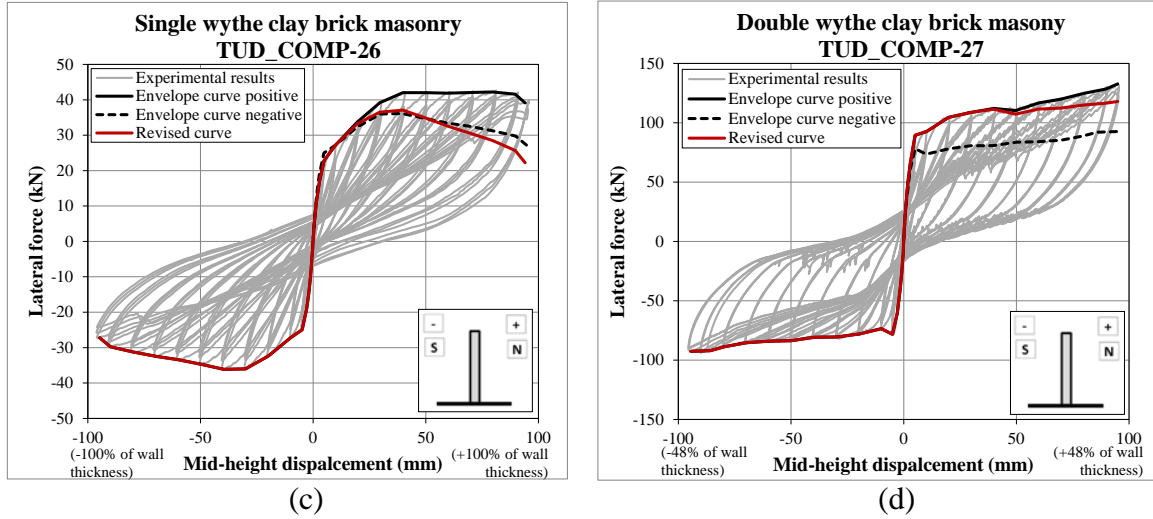 Single wythe clay brick masonry
TUD_COMP-26
Experimental results
Envelope curve positive
Envelope curve negative
Revised curve
Lateral force (kN)
50
40
30
20
10
0
-10
-20
-30
-40
-50
- +
S N
-100 -50 0 50 100
(-100% of wall
thickness)
Mid-height dispalcement (mm)
(+100% of wall
thickness)
(c)
Double wythe clay brick masony
TUD_COMP-27
Experimental results
Envelope curve positive
Envelope curve negative
Revised curve
Lateral force (kN)
150
100
50
0
-50
-100
-150
- +
S N
-100 -50 0 50 100
(-48% of wall
thickness)
Mid-height dispalcement (mm)
(+48% of wall
thickness)
(d)